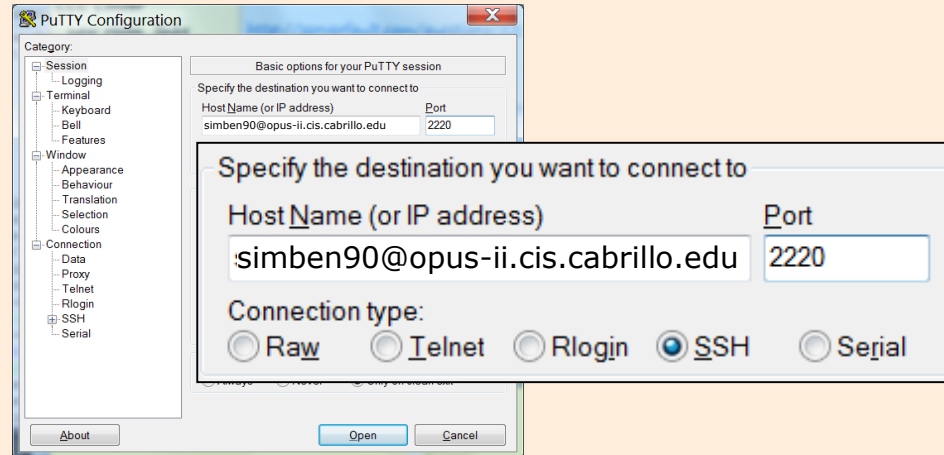 PuTTY Configuration
Category:
Session
Logging
Terminal
Keyboard
Bell
Features
Window
Appearance
Behaviour
Translation
Selection
Colours
Connection
Data
Proxy
Telnet
Rlogin
SSH
Serial
Basic options for your PuTTY session
Specify the destination you want to connect to
Host Name (or IP address) Port
simben90@opus-ii.cis.cabrillo.edu 2220
Specify the destination you want to connect to
Host Name (or IP address) Port
simben90@opus-ii.cis.cabrillo.edu 2220
Connection type:
Raw Telnet Rlogin SSH Serial
About Open Cancel